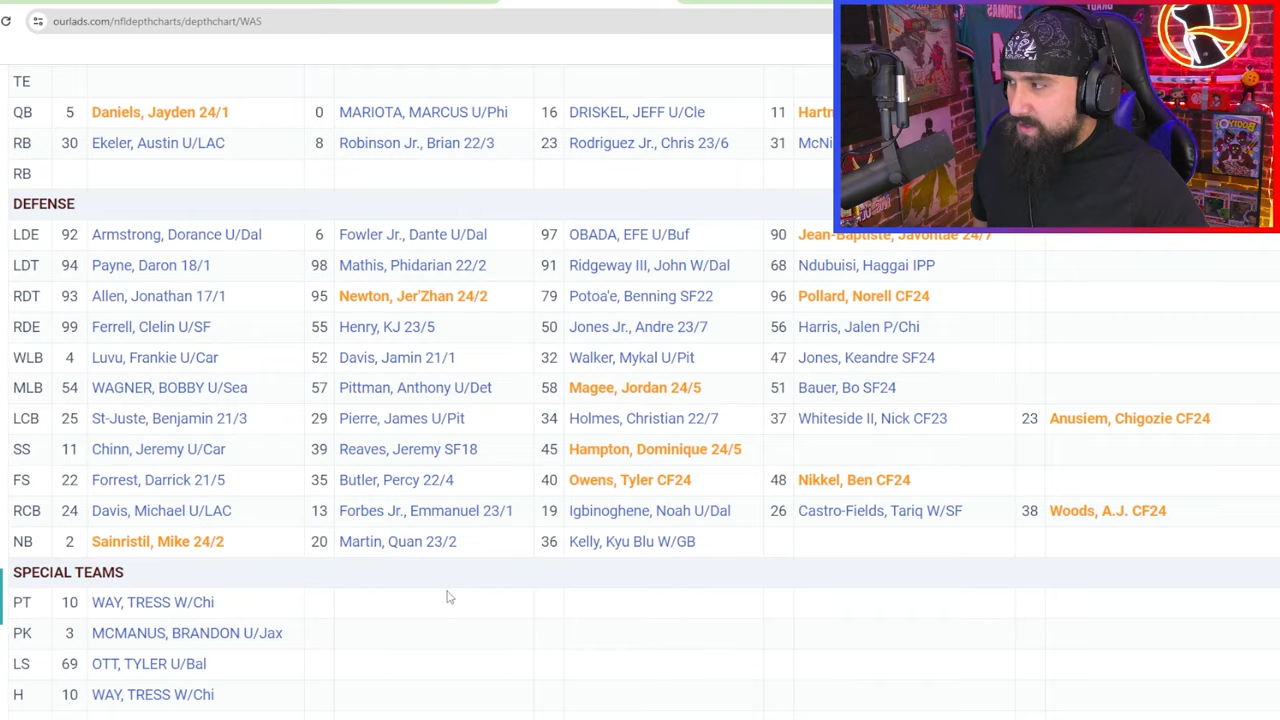 ourlads.com/nfldepthcharts/depthchart/WAS
TE
QB 5 Daniels, Jayden 24/1 0 MARIOTA, MARCUS U/Phi 16 DRISKEL, JEFF U/Cle 11
RB 30 Ekeler, Austin U/LAC 8 Robinson Jr., Brian 22/3 23 Rodriguez Jr., Chris 23/6 31
RB
DEFENSE
LDE 92 Armstrong, Dorance U/Dal 6 Fowler Jr., Dante U/Dal 97 OBADA, EFE U/Buf 90 Jean-Baptiste, Javontae 24/7
LDT 94 Payne, Daron 18/1 98 Mathis, Phidarian 22/2 91 Ridgeway III, John W/Dal 68 Ndubuisi, Haggai IPP
RDT 93 Allen, Jonathan 17/1 95 Newton, Jer'Zhan 24/2 79 Potoa'e, Benning SF22 96 Pollard, Norell CF24
RDE 99 Ferrell, Clelin U/SF 55 Henry, KJ 23/5 50 Jones Jr., Andre 23/7 56 Harris, Jalen P/Chi
WLB 4 Luvu, Frankie U/Car 52 Davis, Jamin 21/1 32 Walker, Mykal U/Pit 47 Jones, Keandre SF24
MLB 54 WAGNER, BOBBY U/Sea 57 Pittman, Anthony U/Det 58 Magee, Jordan 24/5 51 Bauer, Bo SF24
LCB 25 St-Juste, Benjamin 21/3 29 Pierre, James U/Pit 34 Holmes, Christian 22/7 37 Whiteside II, Nick CF23 23 Anusiem, Chigozie CF24
SS 11 Chinn, Jeremy U/Car 39 Reaves, Jeremy SF18 45 Hampton, Dominique 24/5
FS 22 Forrest, Darrick 21/5 35 Butler, Percy 22/4 40 Owens, Tyler CF24 48 Nikkel, Ben CF24
RCB 24 Davis, Michael U/LAC 13 Forbes Jr., Emmanuel 23/1 19 Igbinoghene, Noah U/Dal 26 Castro-Fields, Tariq W/SF 38 Woods, A.J. CF24
NB 2 Sainristil, Mike 24/2 20 Martin, Quan 23/2 36 Kelly, Kyu Blu W/GB
SPECIAL TEAMS
PT 10 WAY, TRESS W/Chi
PK 3 MCMANUS, BRANDON U/Jax
LS 69 OTT, TYLER U/Bal
H 10 WAY, TRESS W/Chi